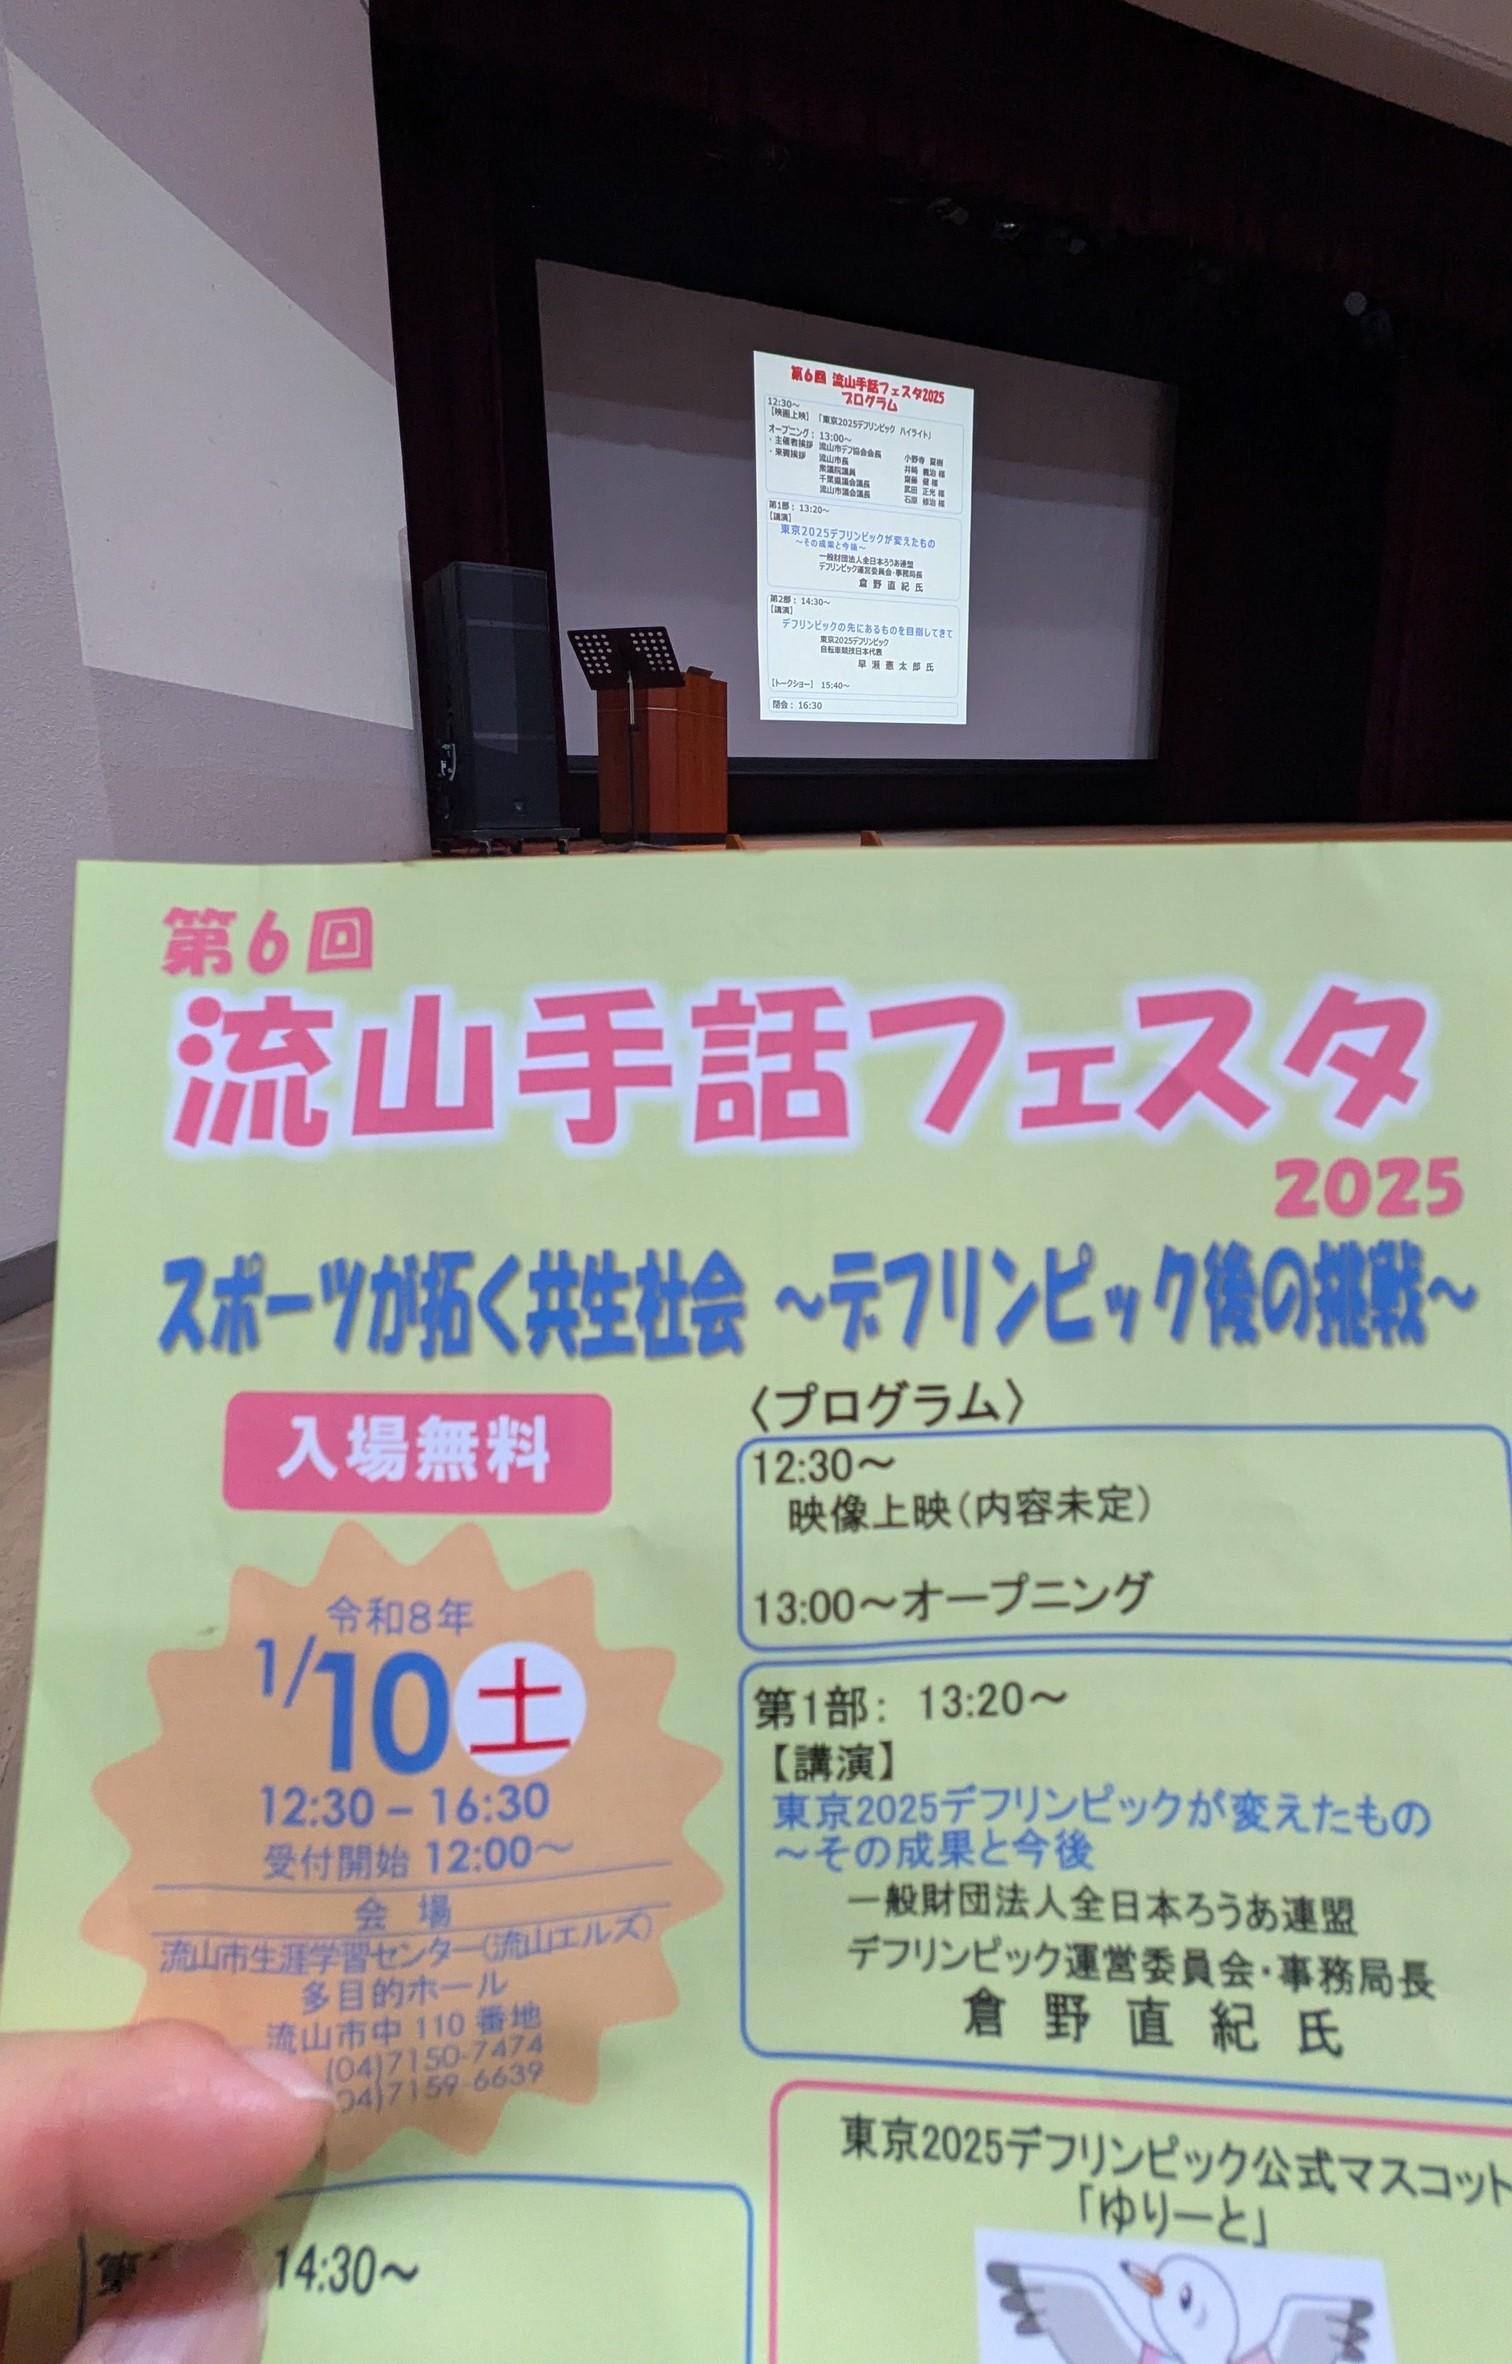 第6回 流山手話フェスタ2025
プログラム
12:30～
【映画上映】「東京2025デフリンピック ハイライト」
オープニング： 13:00～
・主催者挨拶 流山市デフ協会会長 小野寺 夏樹
・来賓挨拶 流山市長 井崎 義治 様
衆議院議員 齋藤 健 様
千葉県議会議長 武田 正光 様
流山市議会議長 石原 修治 様
第1部： 13:20～
【講演】
東京2025デフリンピックが変えたもの
～その成果と今後～
一般財団法人全日本ろうあ連盟
デフリンピック運営委員会・事務局長
倉野直紀氏
第2部： 14:30～
【講演】
デフリンピックの先にあるものを目指してきて
東京2025デフリンピック
自転車競技日本代表
早瀬憲太郎氏
【トークショー】 15:40～
閉会： 16:30
第6回
流山手話フェスタ
2025
スポーツが拓く共生社会 ～デフリンピック後の挑戦～
入場無料
令和8年
1/10土
12:30 – 16:30
受付開始 12:00～
会 場
流山市生涯学習センター(流山エルズ)
多目的ホール
流山市中 110 番地
(04)7150-7474
04)7159-6639
〈プログラム〉
12:30～
映像上映(内容未定)
13:00～オープニング
第1部： 13:20～
【講演】
東京2025デフリンピックが変えたもの
～その成果と今後
一般財団法人全日本ろうあ連盟
デフリンピック運営委員会・事務局長
倉野直紀氏
第 14:30～
東京2025デフリンピック公式マスコット
「ゆりーと」